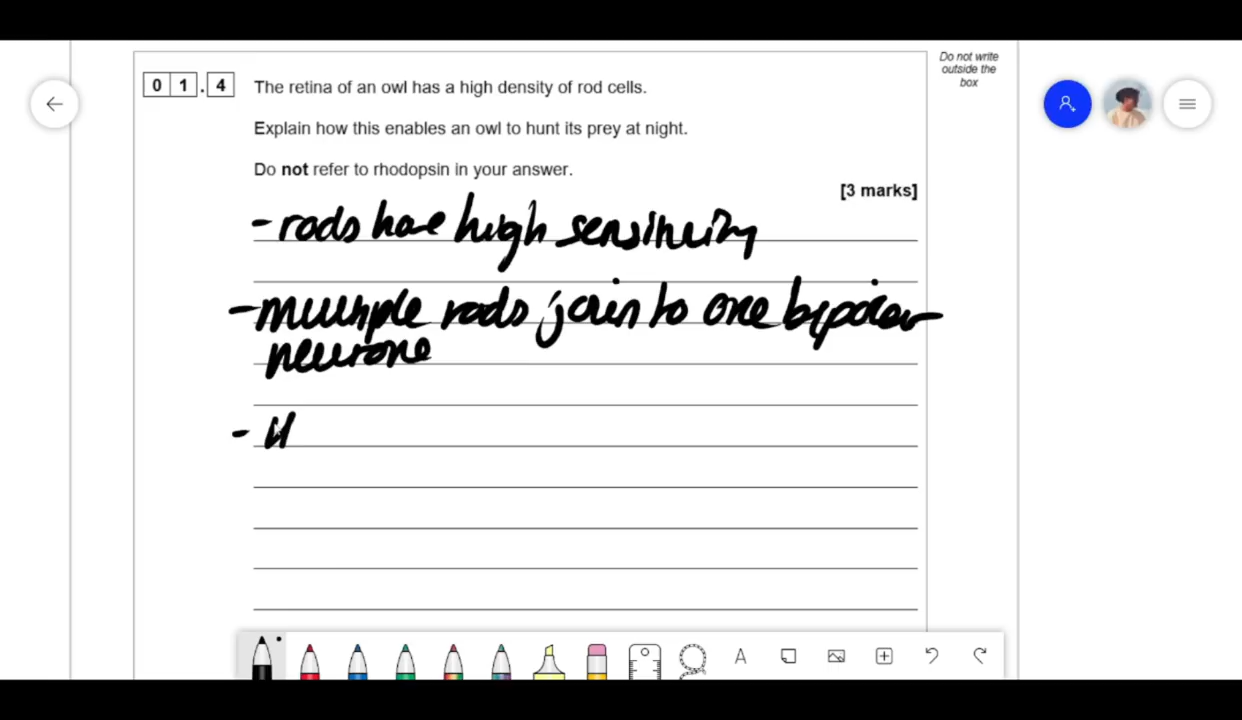 Do not write
outside the
box
0 1 . 4 The retina of an owl has a high density of rod cells.
Explain how this enables an owl to hunt its prey at night.
Do not refer to rhodopsin in your answer.
[3 marks]
- rods have high sensitivity
- multiple rods join to one bipolar
neurone
-
A